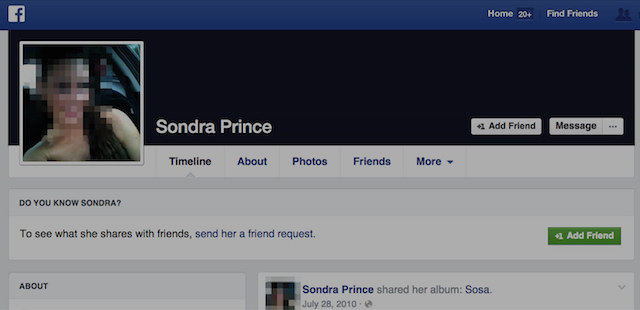 f
Home 20+ Find Friends
Sondra Prince
+1 Add Friend Message ...
Timeline About Photos Friends More
DO YOU KNOW SONDRA?
To see what she shares with friends, send her a friend request.
+1 Add Friend
ABOUT
Sondra Prince shared her album: Sosa.
July 28, 2010 ·